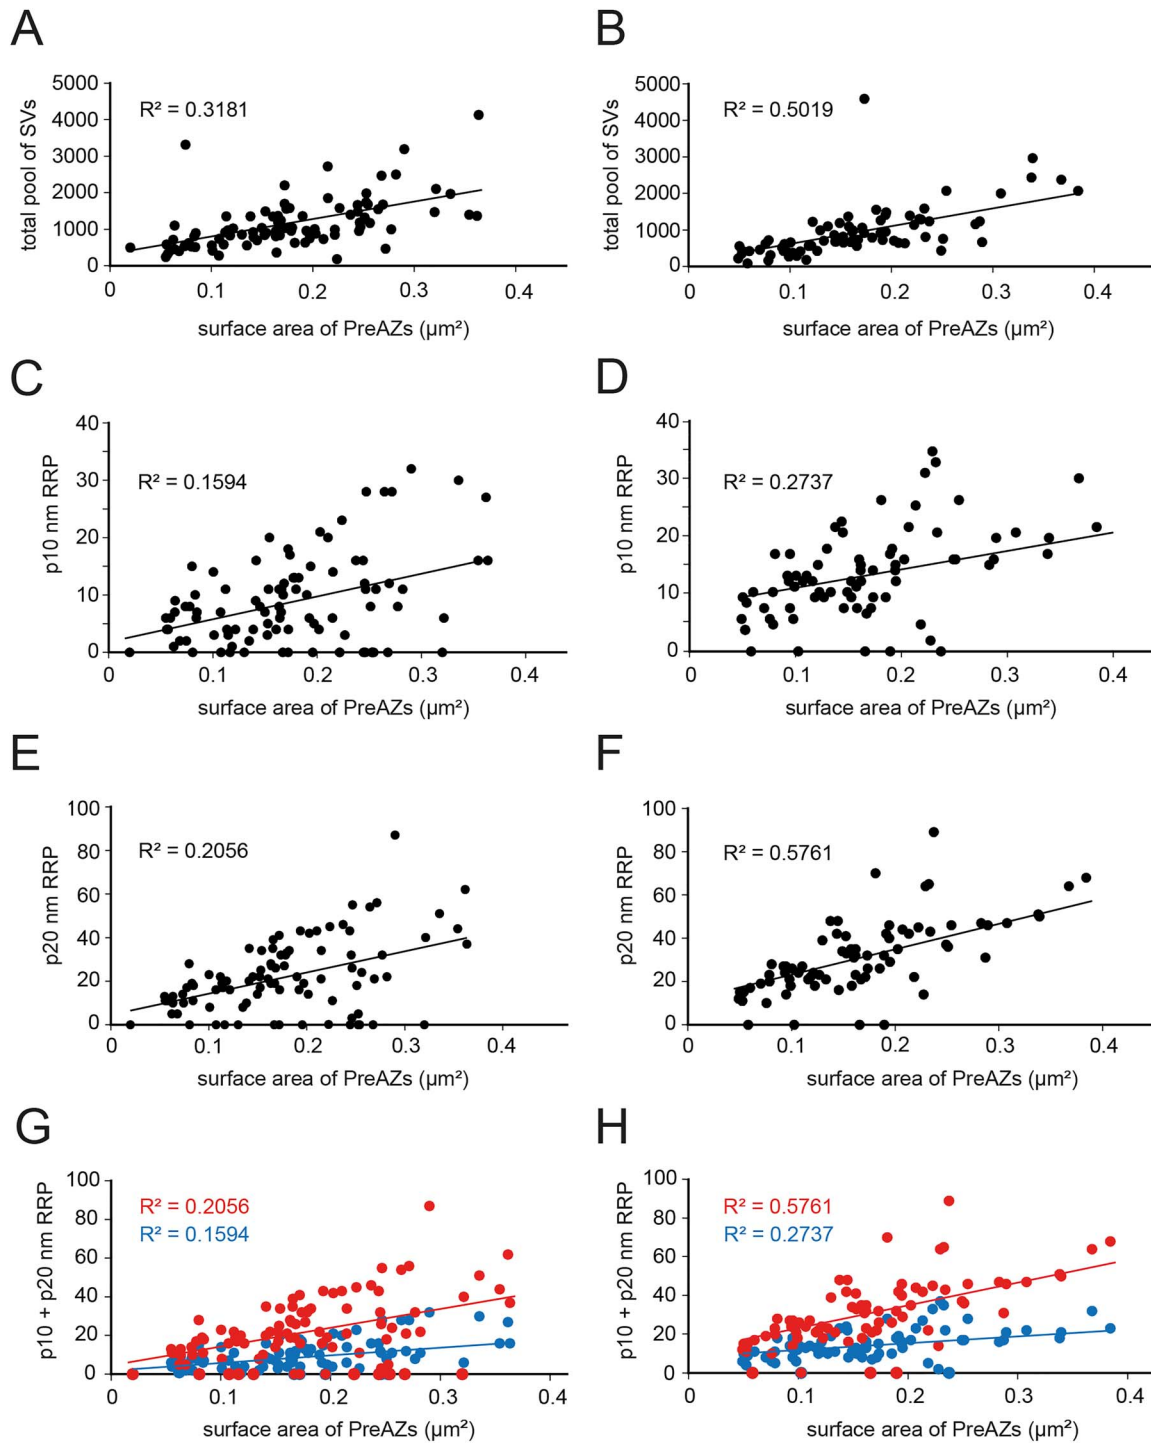 A
B
total pool of SVs
5000
4000
3000
2000
1000
0
R² = 0.3181
0 0.1 0.2 0.3 0.4
surface area of PreAZs (µm²)
total pool of SVs
5000
4000
3000
2000
1000
0
R² = 0.5019
0 0.1 0.2 0.3 0.4
surface area of PreAZs (µm²)
C
D
p10 nm RRP
40
30
20
10
0
R² = 0.1594
0 0.1 0.2 0.3 0.4
surface area of PreAZs (µm²)
p10 nm RRP
40
30
20
10
0
R² = 0.2737
0 0.1 0.2 0.3 0.4
surface area of PreAZs (µm²)
E
F
p20 nm RRP
100
80
60
40
20
0
R² = 0.2056
0 0.1 0.2 0.3 0.4
surface area of PreAZs (µm²)
p20 nm RRP
100
80
60
40
20
0
R² = 0.5761
0 0.1 0.2 0.3 0.4
surface area of PreAZs (µm²)
G
H
p10 + p20 nm RRP
100
80
60
40
20
0
R² = 0.2056
R² = 0.1594
0 0.1 0.2 0.3 0.4
surface area of PreAZs (µm²)
p10 + p20 nm RRP
100
80
60
40
20
0
R² = 0.5761
R² = 0.2737
0 0.1 0.2 0.3 0.4
surface area of PreAZs (µm²)